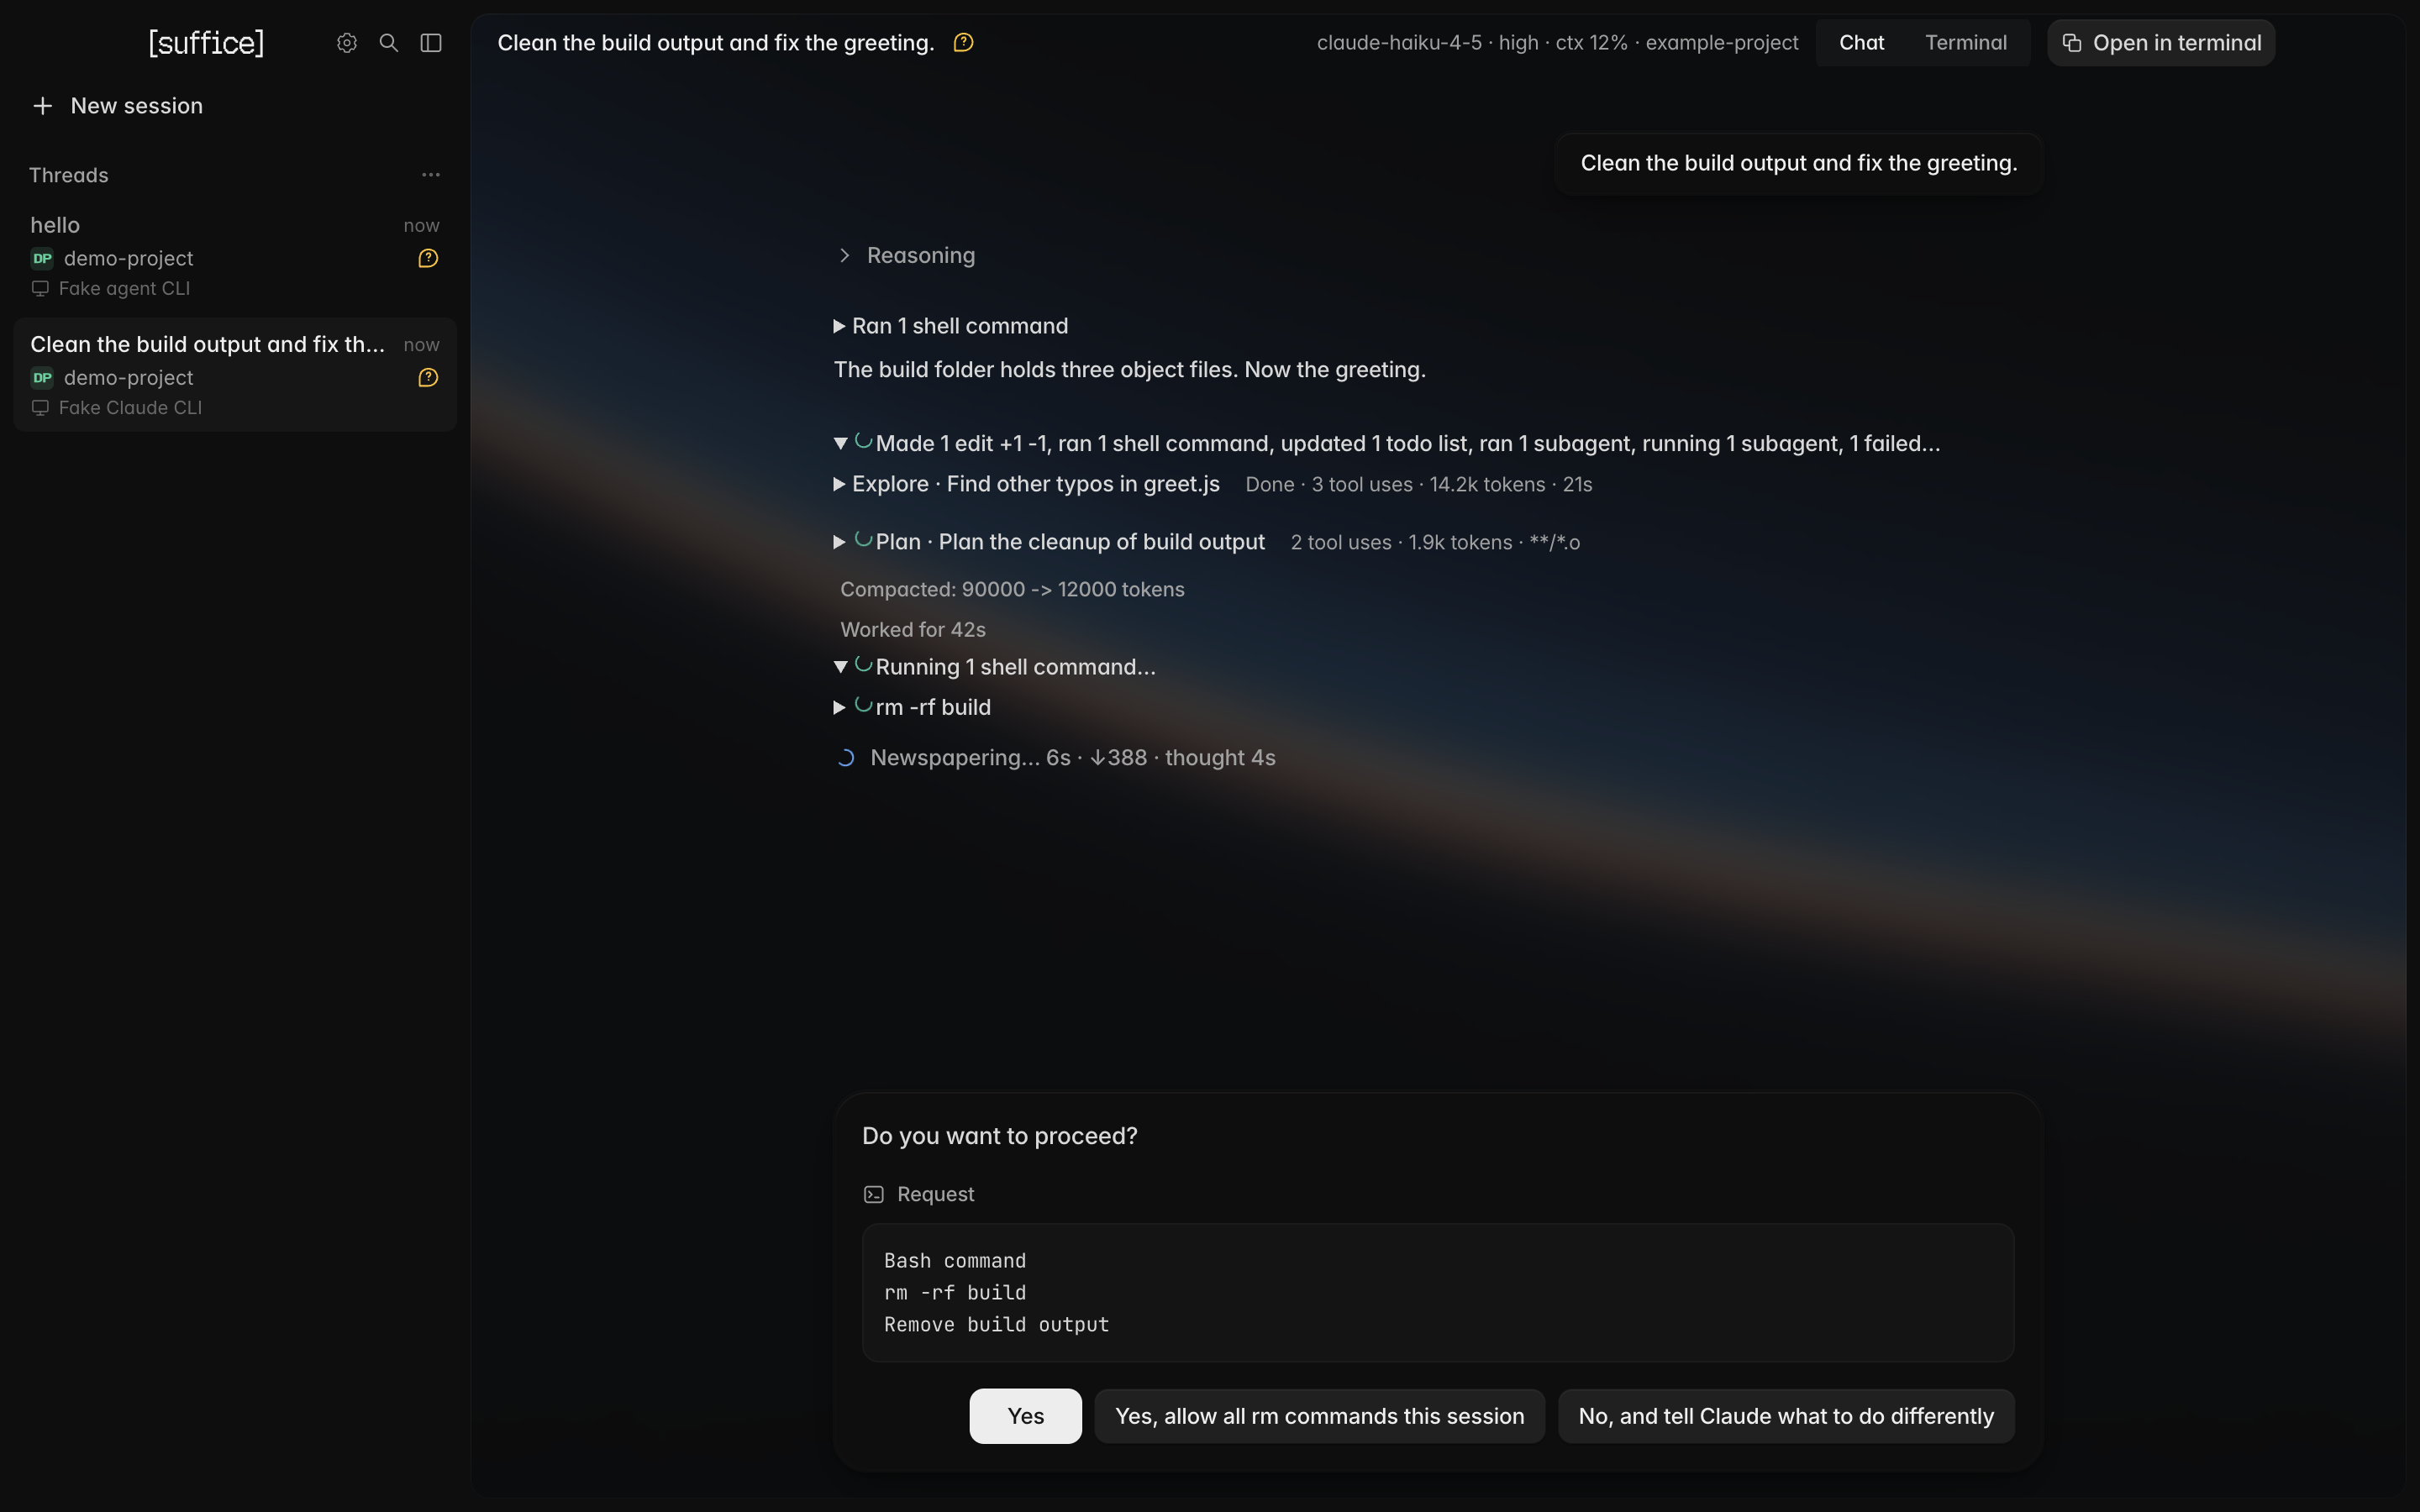 [suffice]
New session
Threads
hello now
DP demo-project
Fake agent CLI
Clean the build output and fix th... now
DP demo-project
Fake Claude CLI
Clean the build output and fix the greeting.
claude-haiku-4-5 · high · ctx 12% · example-project
Chat
Terminal
Open in terminal
Clean the build output and fix the greeting.
Reasoning
Ran 1 shell command
The build folder holds three object files. Now the greeting.
Made 1 edit +1 -1, ran 1 shell command, updated 1 todo list, ran 1 subagent, running 1 subagent, 1 failed...
Explore · Find other typos in greet.js Done · 3 tool uses · 14.2k tokens · 21s
Plan · Plan the cleanup of build output 2 tool uses · 1.9k tokens · **/*.o
Compacted: 90000 -> 12000 tokens
Worked for 42s
Running 1 shell command...
rm -rf build
Newspapering... 6s · ↓388 · thought 4s
Do you want to proceed?
Request
Bash command
rm -rf build
Remove build output
Yes
Yes, allow all rm commands this session
No, and tell Claude what to do differently